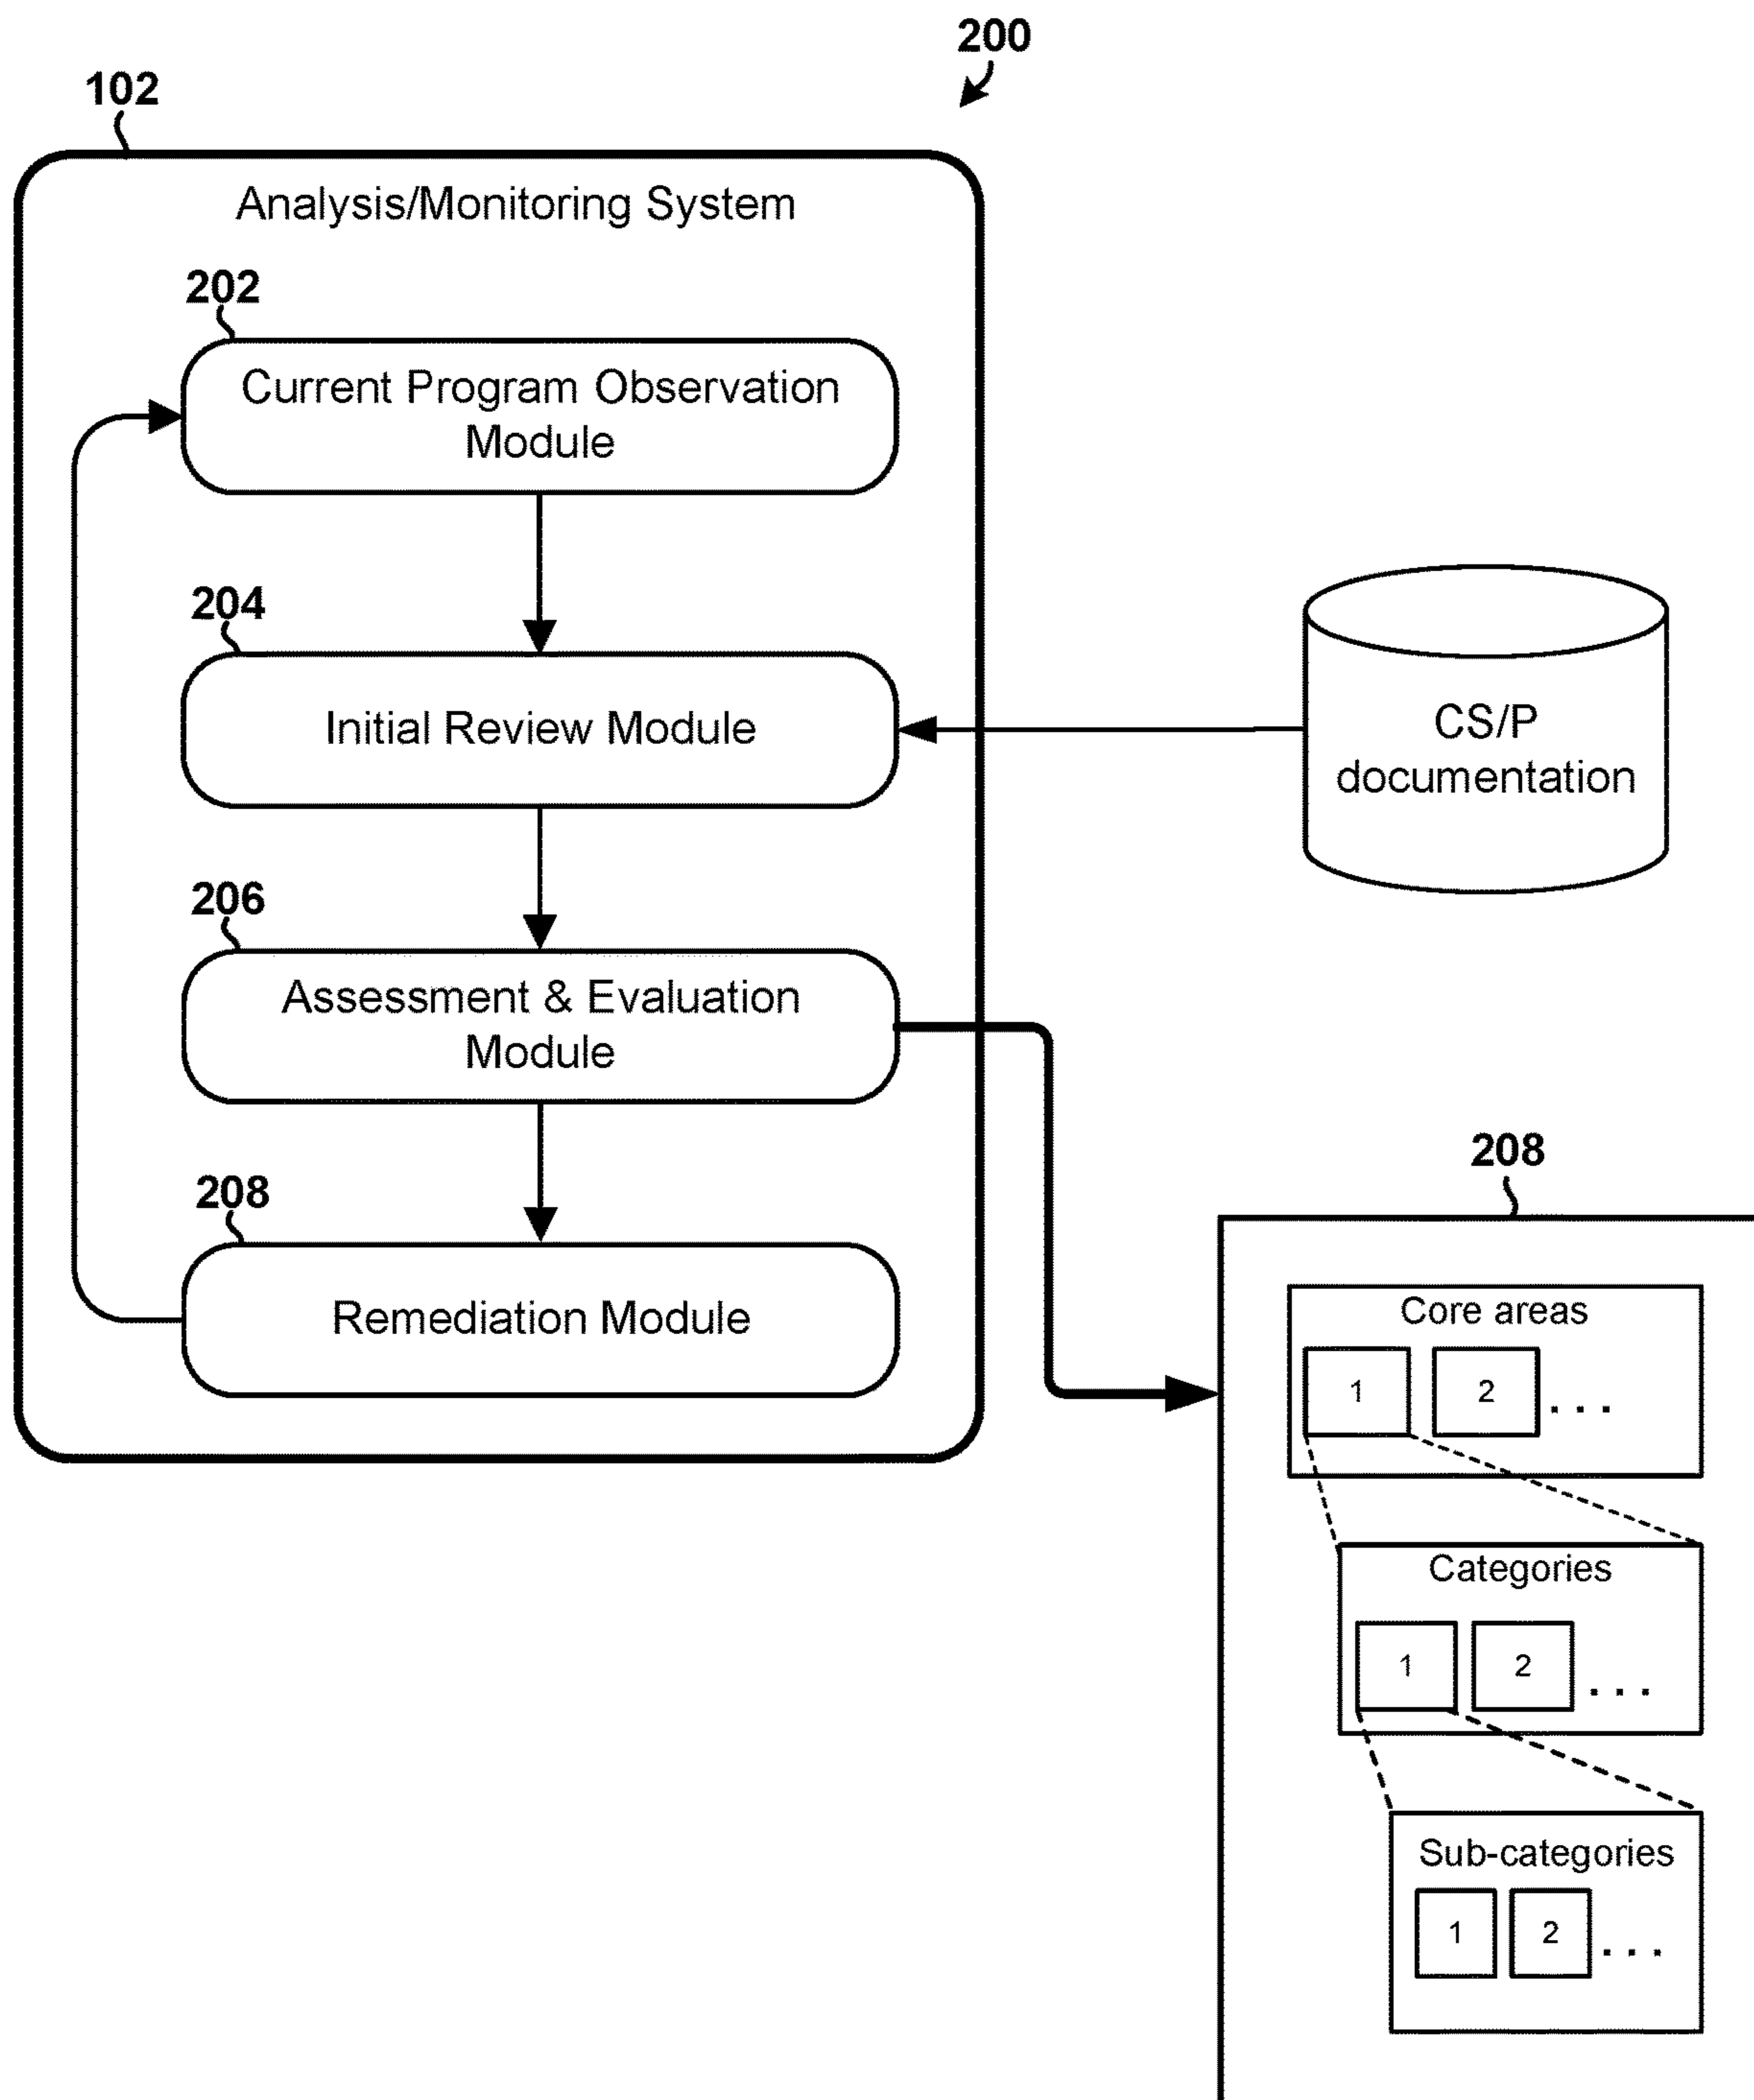 200
102
Analysis/Monitoring System
202
Current Program Observation
Module
204
Initial Review Module
CS/P
documentation
206
Assessment & Evaluation
Module
208
Remediation Module
208
Core areas
1 2 ...
Categories
1 2 ...
Sub-categories
1 2 ...